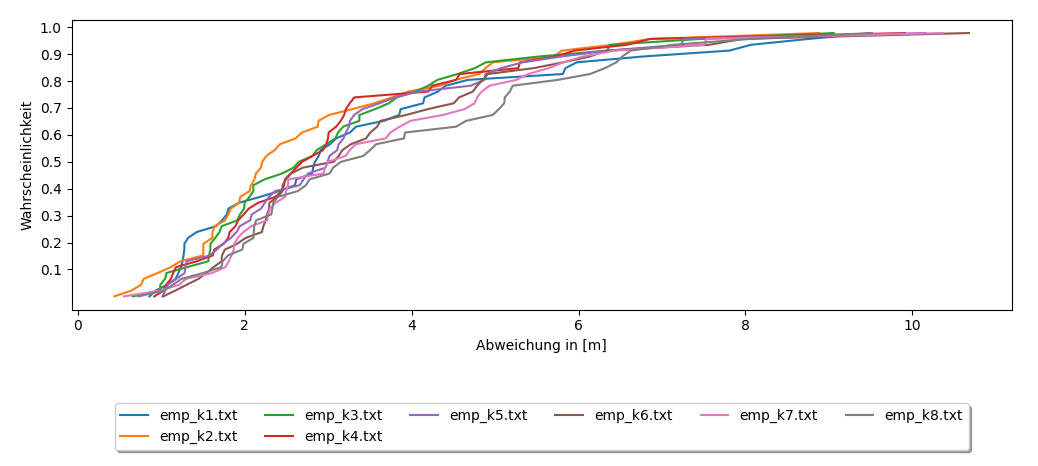 1.0
0.9
0.8
0.7
0.6
0.5
0.4
0.3
0.2
0.1
Wahrscheinlichkeit
0 2 4 6 8 10
Abweichung in [m]
emp_k1.txt emp_k3.txt emp_k5.txt emp_k6.txt emp_k7.txt emp_k8.txt
emp_k2.txt emp_k4.txt